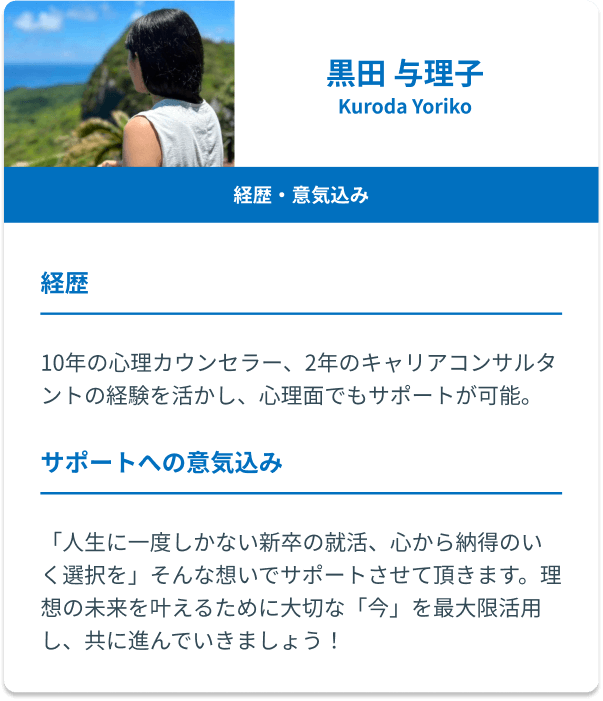 黒田 与理子
Kuroda Yoriko
経歴・意気込み
経歴
10年の心理カウンセラー、2年のキャリアコンサルタ
ントの経験を活かし、心理面でもサポートが可能。
サポートへの意気込み
「人生に一度しかない新卒の就活、心から納得のい
く選択を」そんな想いでサポートさせて頂きます。理
想の未来を叶えるために大切な「今」を最大限活用
し、共に進んでいきましょう！